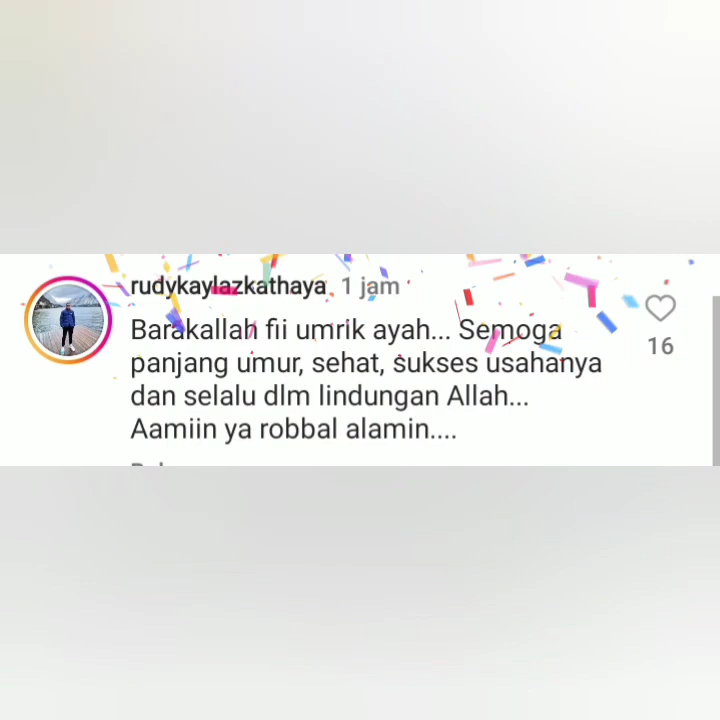 rudykaylazkathaya 1 jam
Barakallah fii umrik ayah... Semoga
panjang umur, sehat, sukses usahanya
dan selalu dlm lindungan Allah...
Aamiin ya robbal alamin....
16